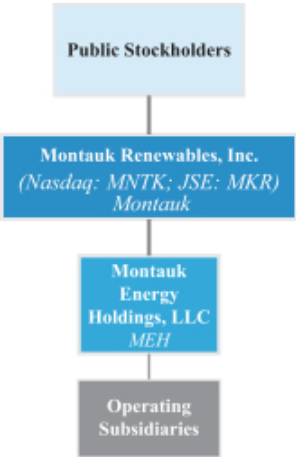 Public Stockholders
Montauk Renewables, Inc.
(Nasdaq: MNTK; JSE: MKR)
Montauk
Montauk
Energy
Holdings, LLC
MEH
Operating
Subsidiaries